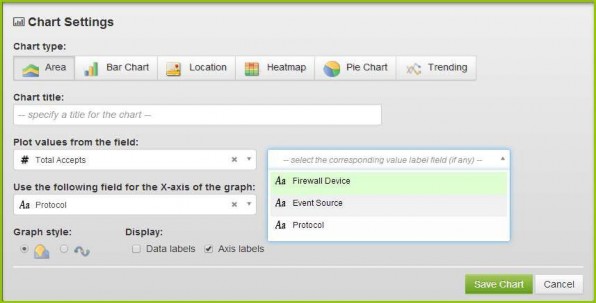 Chart Settings
Chart type:
Area Bar Chart Location Heatmap Pie Chart Trending
Chart title:
-- specify a title for the chart --
Plot values from the field:
# Total Accepts
-- select the corresponding value label field (if any) --
Aa Firewall Device
Aa Event Source
Aa Protocol
Use the following field for the X-axis of the graph:
Aa Protocol
Graph style: Display:
Data labels Axis labels
Save Chart Cancel